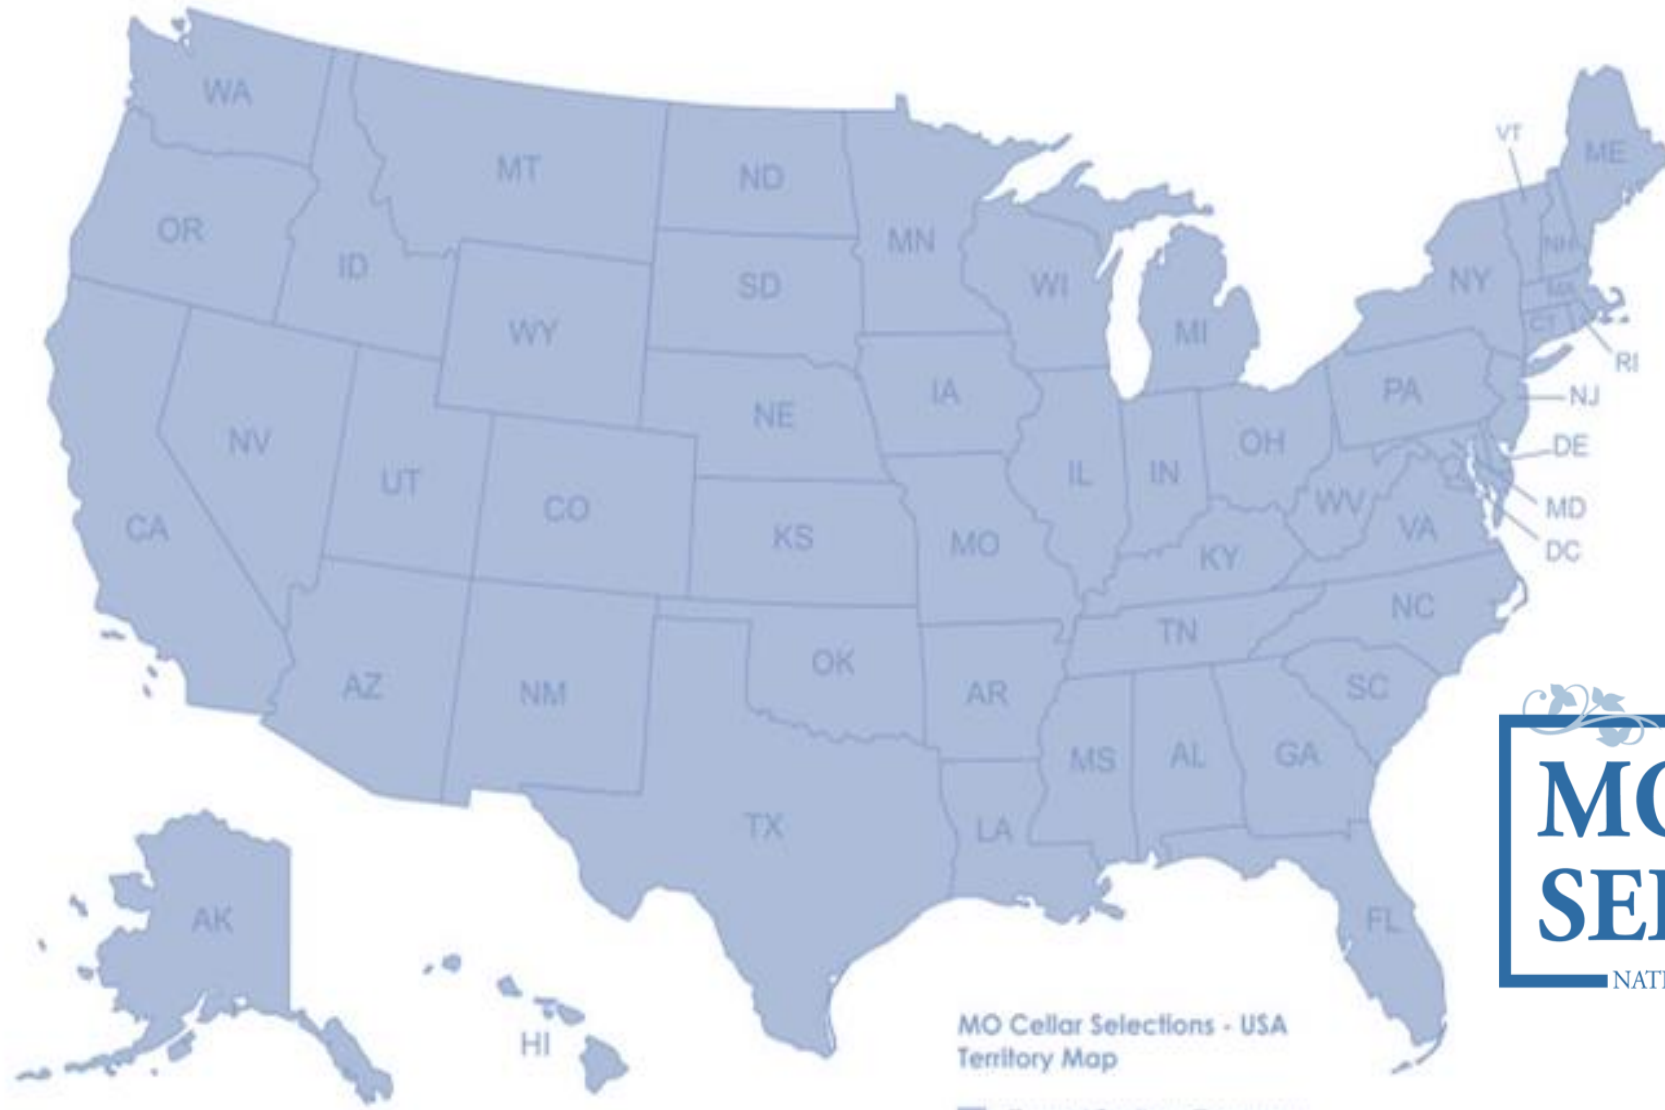 WA
MT
ND
MN
VT
ME
OR
ID
SD
WI
MI
NY
NH
MA
CT
RI
WY
IA
NE
PA
NJ
OH
DE
NV
UT
CO
IL
IN
WV
MD
VA
DC
CA
KS
MO
KY
NC
TN
OK
AZ
NM
AR
SC
MS
AL
GA
TX
LA
AK
FL
HI
MO Cellar Selections - USA
Territory Map